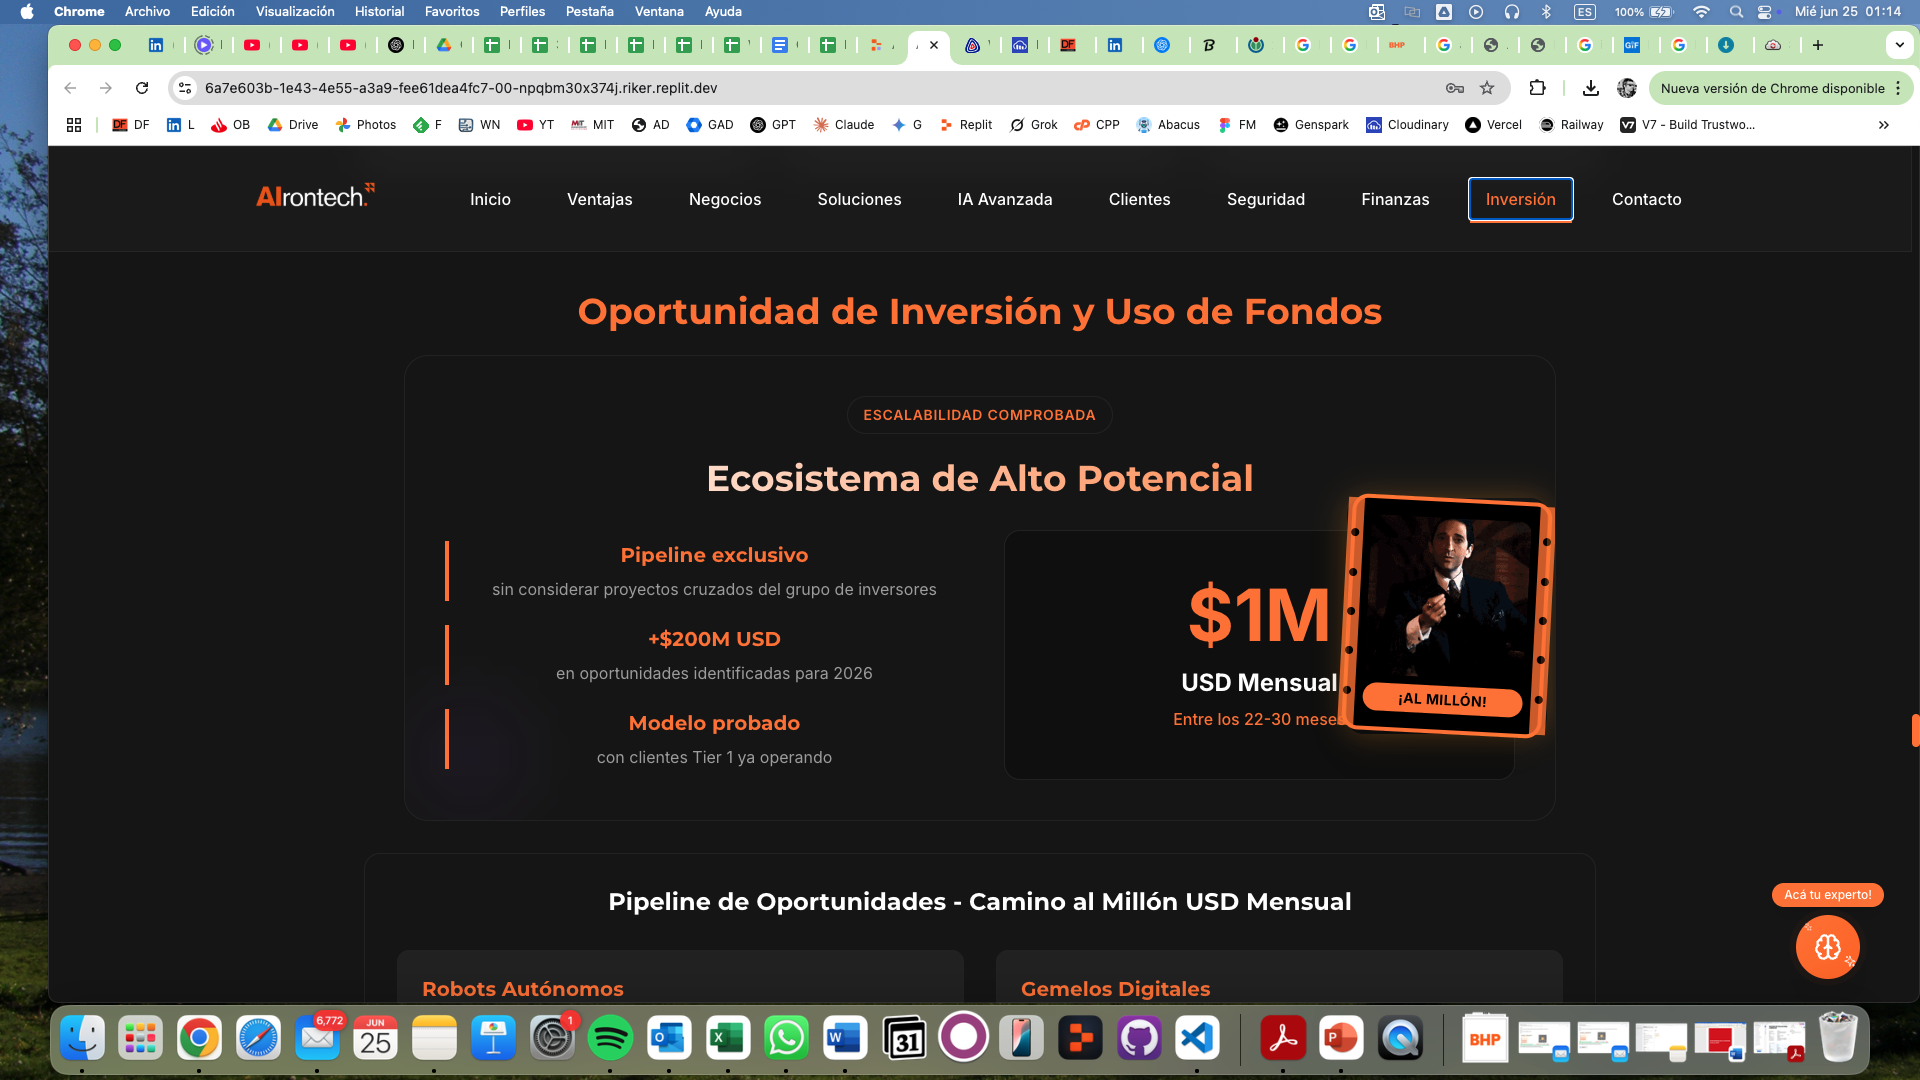 Chrome Archivo Edición Visualización Historial Favoritos Perfiles Pestaña Ventana Ayuda
ES 100% Mié jun 25 01:14
6a7e603b-1e43-4e55-a3a9-fee61dea4fc7-00-npqbm30x374j.riker.replit.dev
Nueva versión de Chrome disponible
DF L OB Drive Photos F WN YT MIT AD GAD GPT Claude G Replit Grok CPP Abacus FM Genspark Cloudinary Vercel Railway V7 - Build Trustwo...
AIrontech.
Inicio Ventajas Negocios Soluciones IA Avanzada Clientes Seguridad Finanzas Inversión Contacto
Oportunidad de Inversión y Uso de Fondos
ESCALABILIDAD COMPROBADA
Ecosistema de Alto Potencial
Pipeline exclusivo
sin considerar proyectos cruzados del grupo de inversores
+$200M USD
en oportunidades identificadas para 2026
Modelo probado
con clientes Tier 1 ya operando
$1M
USD Mensual
Entre los 22-30 meses
¡AL MILLÓN!
Pipeline de Oportunidades - Camino al Millón USD Mensual
Robots Autónomos
Gemelos Digitales
Acá tu experto!
6,772
JUN
25
1
31
BHP